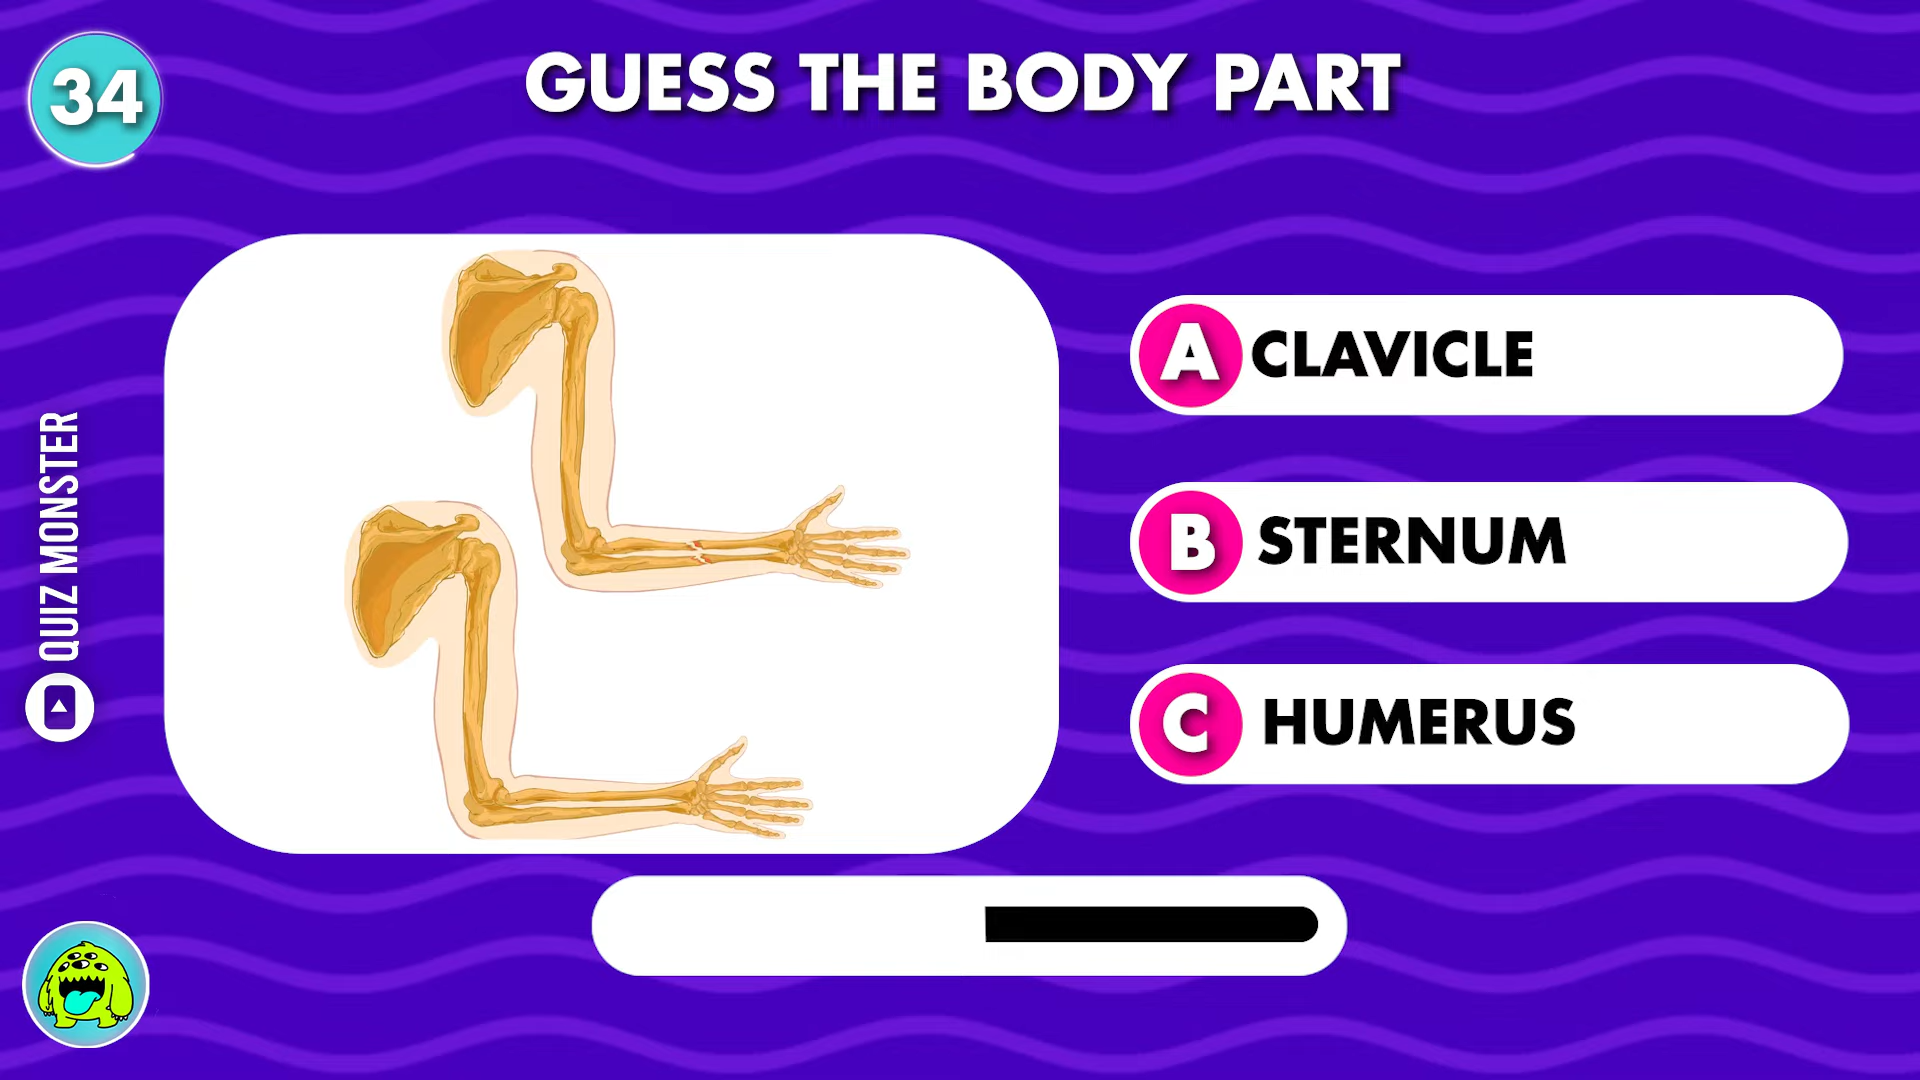 34
GUESS THE BODY PART
A CLAVICLE
B STERNUM
C HUMERUS
QUIZ MONSTER